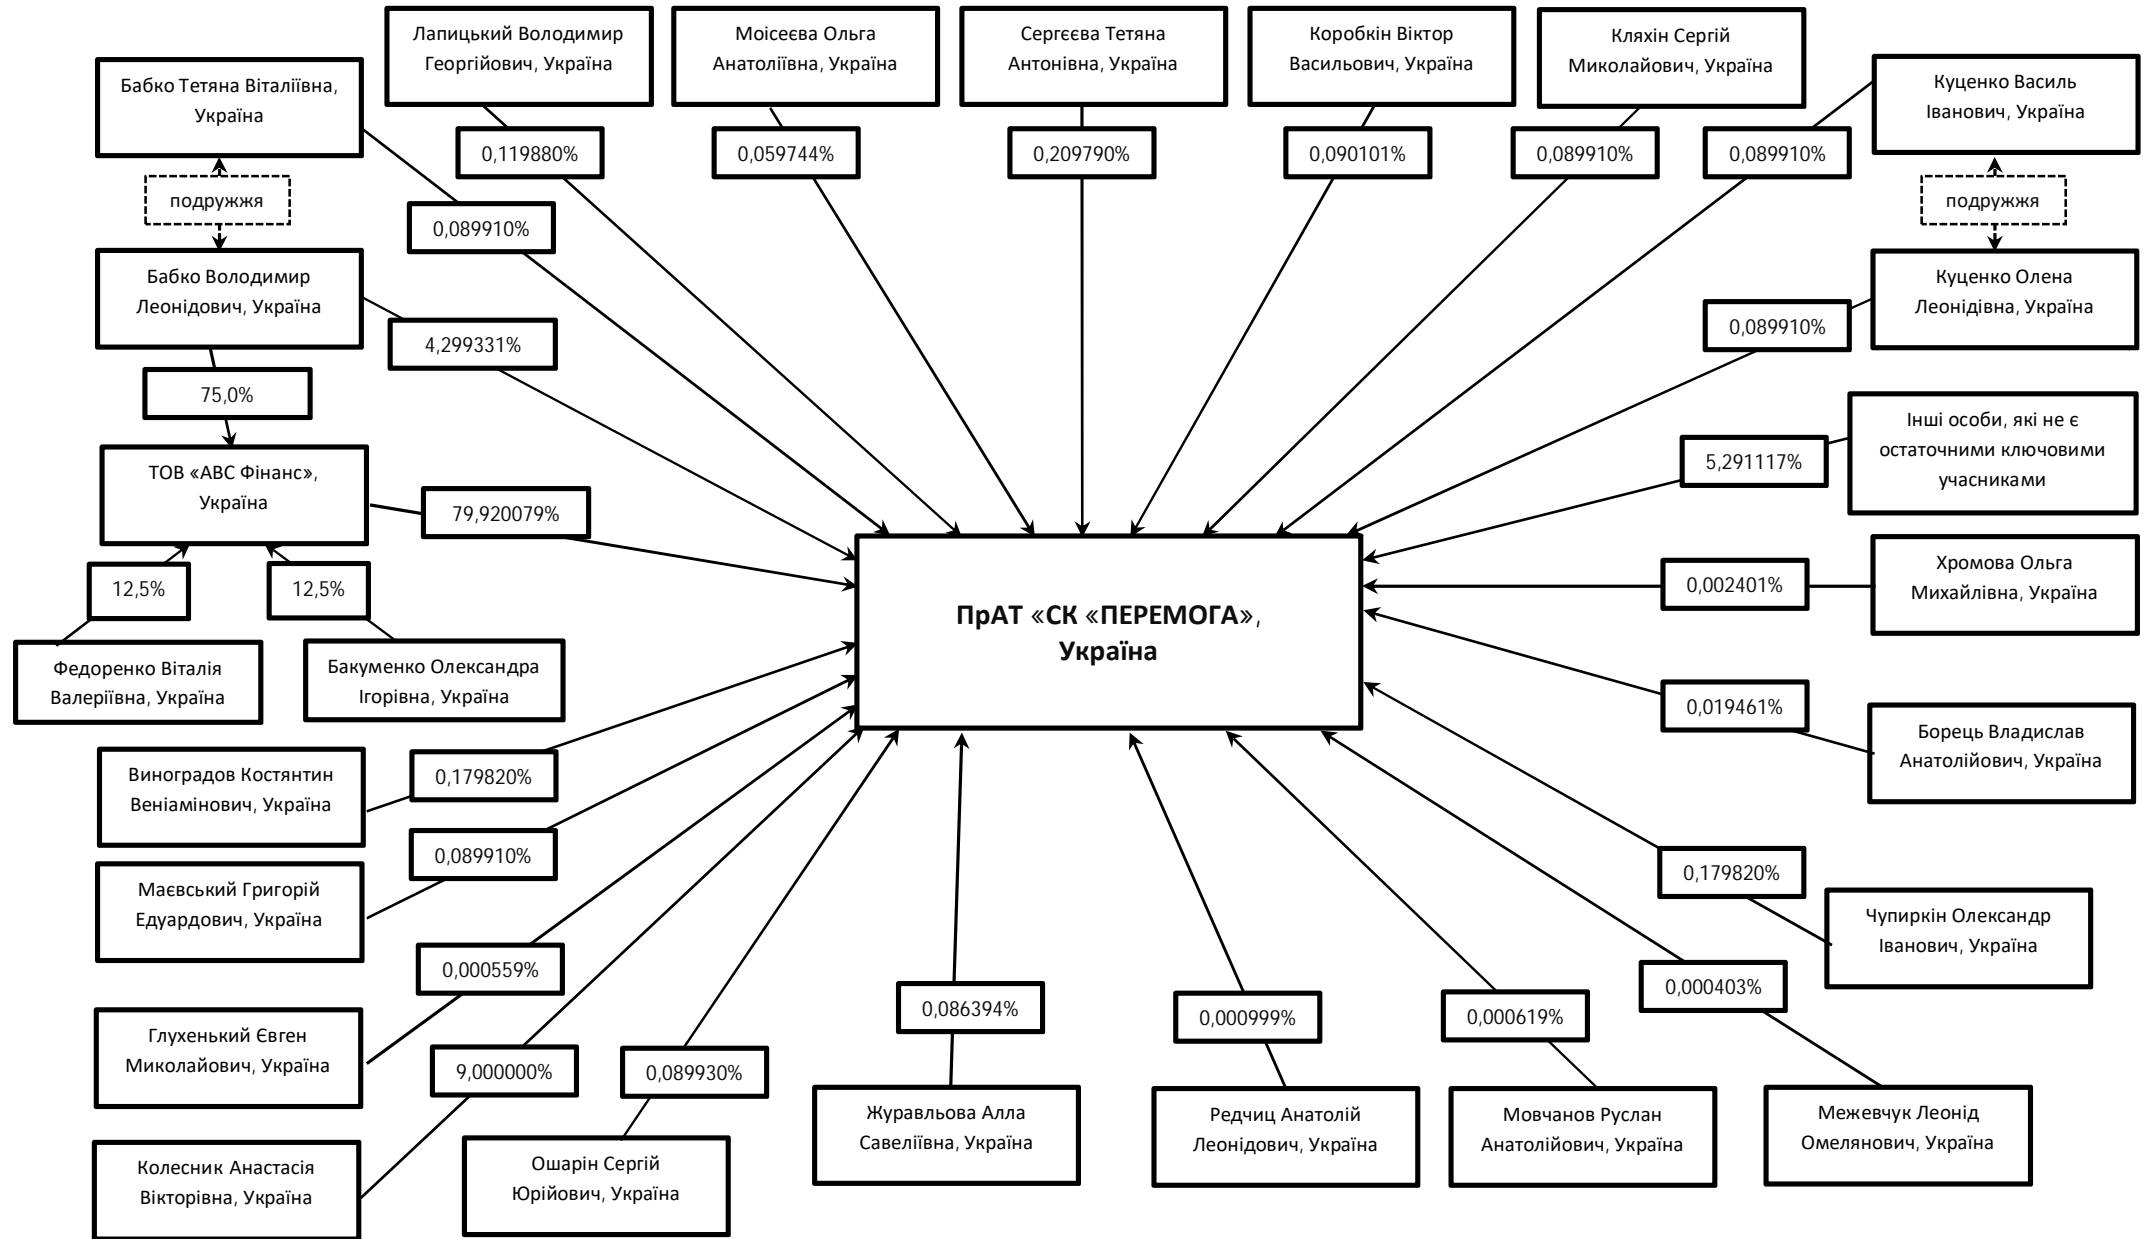 Лапицький Володимир
Георгійович, Україна
Моісеєва Ольга
Анатоліївна, Україна
Сергєєва Тетяна
Антонівна, Україна
Коробкін Віктор
Васильович, Україна
Кляхін Сергій
Миколайович, Україна
Бабко Тетяна Віталіївна,
Україна
Куценко Василь
Іванович, Україна
0,119880%
0,059744%
0,209790%
0,090101%
0,089910%
0,089910%
подружжя
подружжя
0,089910%
Бабко Володимир
Леонідович, Україна
Куценко Олена
Леонідівна, Україна
4,299331%
0,089910%
75,0%
Інші особи, які не є
остаточними ключовими
учасниками
5,291117%
ТОВ «АВС Фінанс»,
Україна
79,920079%
12,5%
12,5%
Хромова Ольга
Михайлівна, Україна
0,002401%
ПрАТ «СК «ПЕРЕМОГА»,
Україна
Федоренко Віталія
Валеріївна, Україна
Бакуменко Олександра
Ігорівна, Україна
0,019461%
Борець Владислав
Анатолійович, Україна
Виноградов Костянтин
Веніамінович, Україна
0,179820%
Маєвський Григорій
Едуардович, Україна
0,089910%
0,179820%
Чупиркін Олександр
Іванович, Україна
0,000559%
0,086394%
0,000999%
0,000619%
0,000403%
Глухенький Євген
Миколайович, Україна
9,000000%
0,089930%
Журавльова Алла
Савеліївна, Україна
Редчиц Анатолій
Леонідович, Україна
Мовчанов Руслан
Анатолійович, Україна
Межевчук Леонід
Омелянович, Україна
Колесник Анастасія
Вікторівна, Україна
Ошарін Сергій
Юрійович, Україна